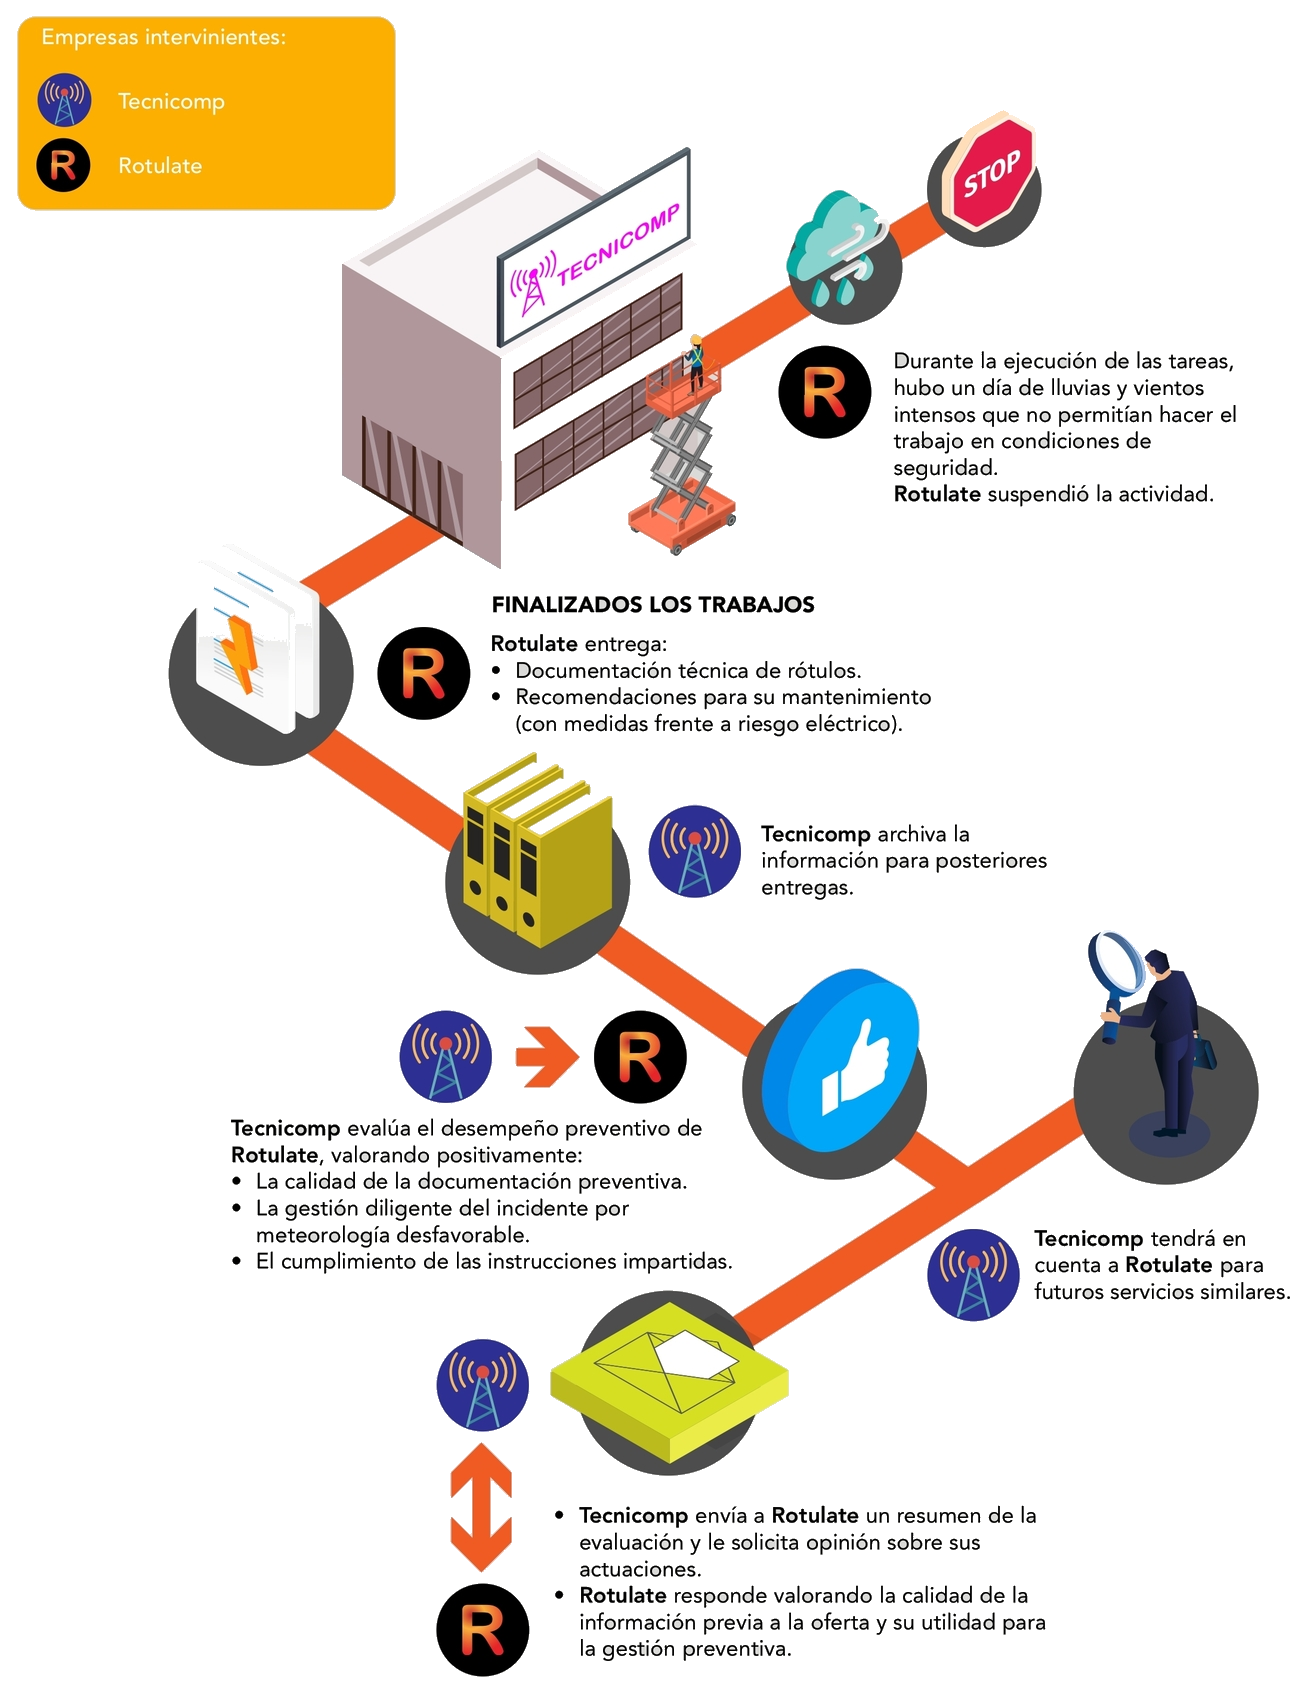 Empresas intervinientes:
Tecnicomp
R
Rotulate
STOP
TECNICOMP
R
Durante la ejecución de las tareas,
hubo un día de lluvias y vientos
intensos que no permitían hacer el
trabajo en condiciones de
seguridad.
Rotulate suspendió la actividad.
FINALIZADOS LOS TRABAJOS
R
Rotulate entrega:
• Documentación técnica de rótulos.
• Recomendaciones para su mantenimiento
(con medidas frente a riesgo eléctrico).
Tecnicomp archiva la
información para posteriores
entregas.
R
Tecnicomp evalúa el desempeño preventivo de
Rotulate, valorando positivamente:
• La calidad de la documentación preventiva.
• La gestión diligente del incidente por
meteorología desfavorable.
• El cumplimiento de las instrucciones impartidas.
Tecnicomp tendrá en
cuenta a Rotulate para
futuros servicios similares.
• Tecnicomp envía a Rotulate un resumen de la
evaluación y le solicita opinión sobre sus
actuaciones.
• Rotulate responde valorando la calidad de la
información previa a la oferta y su utilidad para
la gestión preventiva.
R